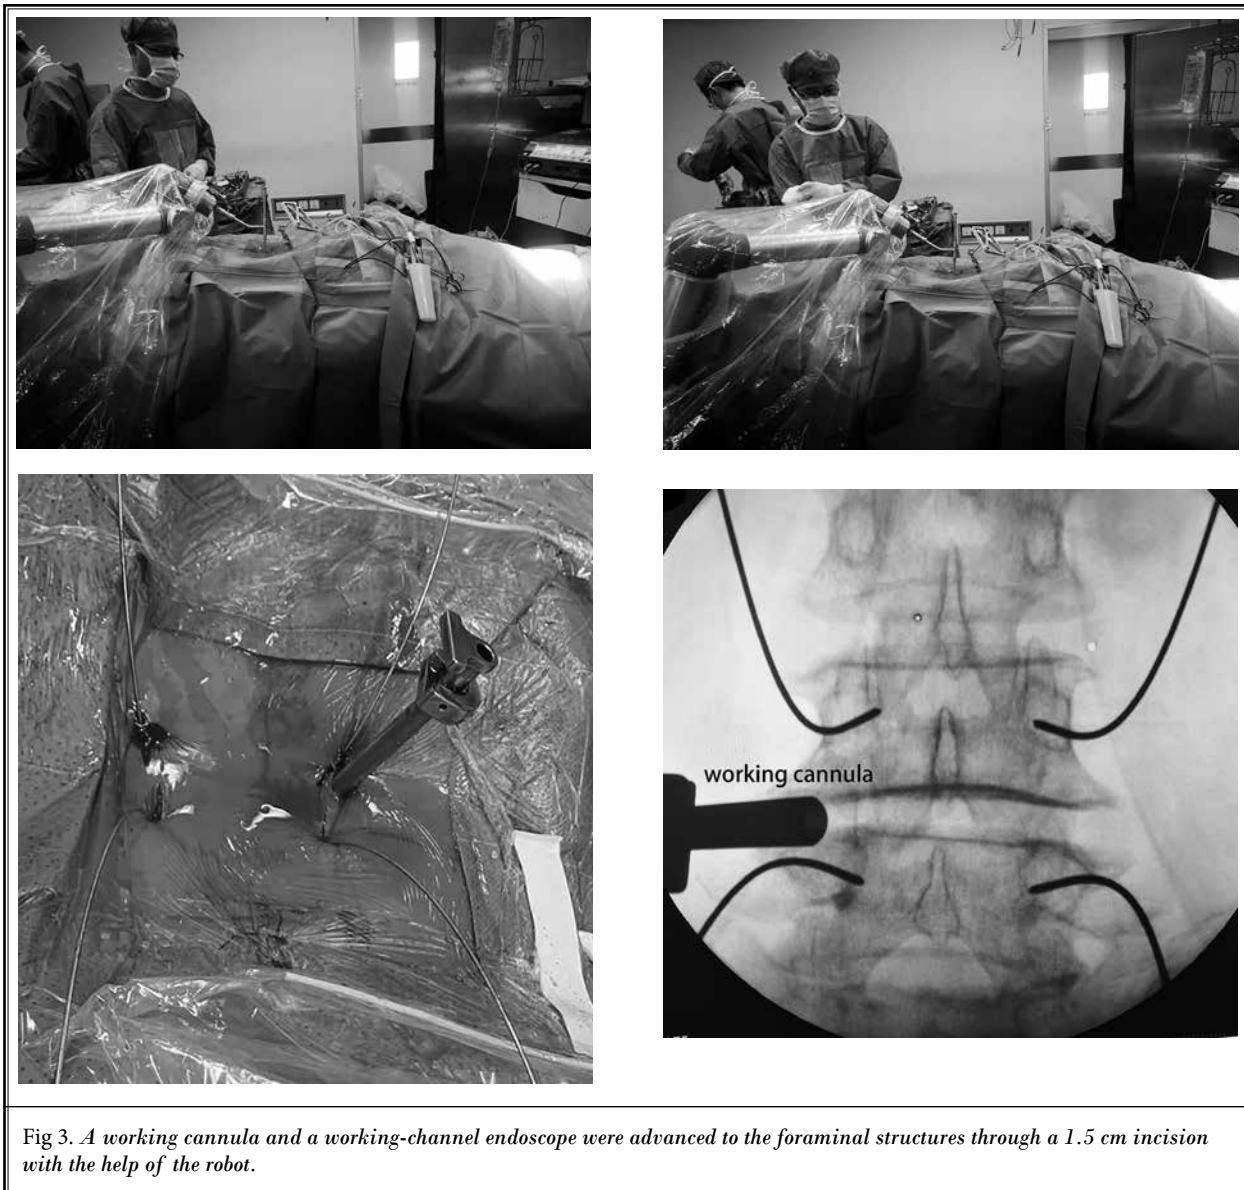 working cannula
Fig 3. A working cannula and a working-channel endoscope were advanced to the foraminal structures through a 1.5 cm incision
with the help of the robot.